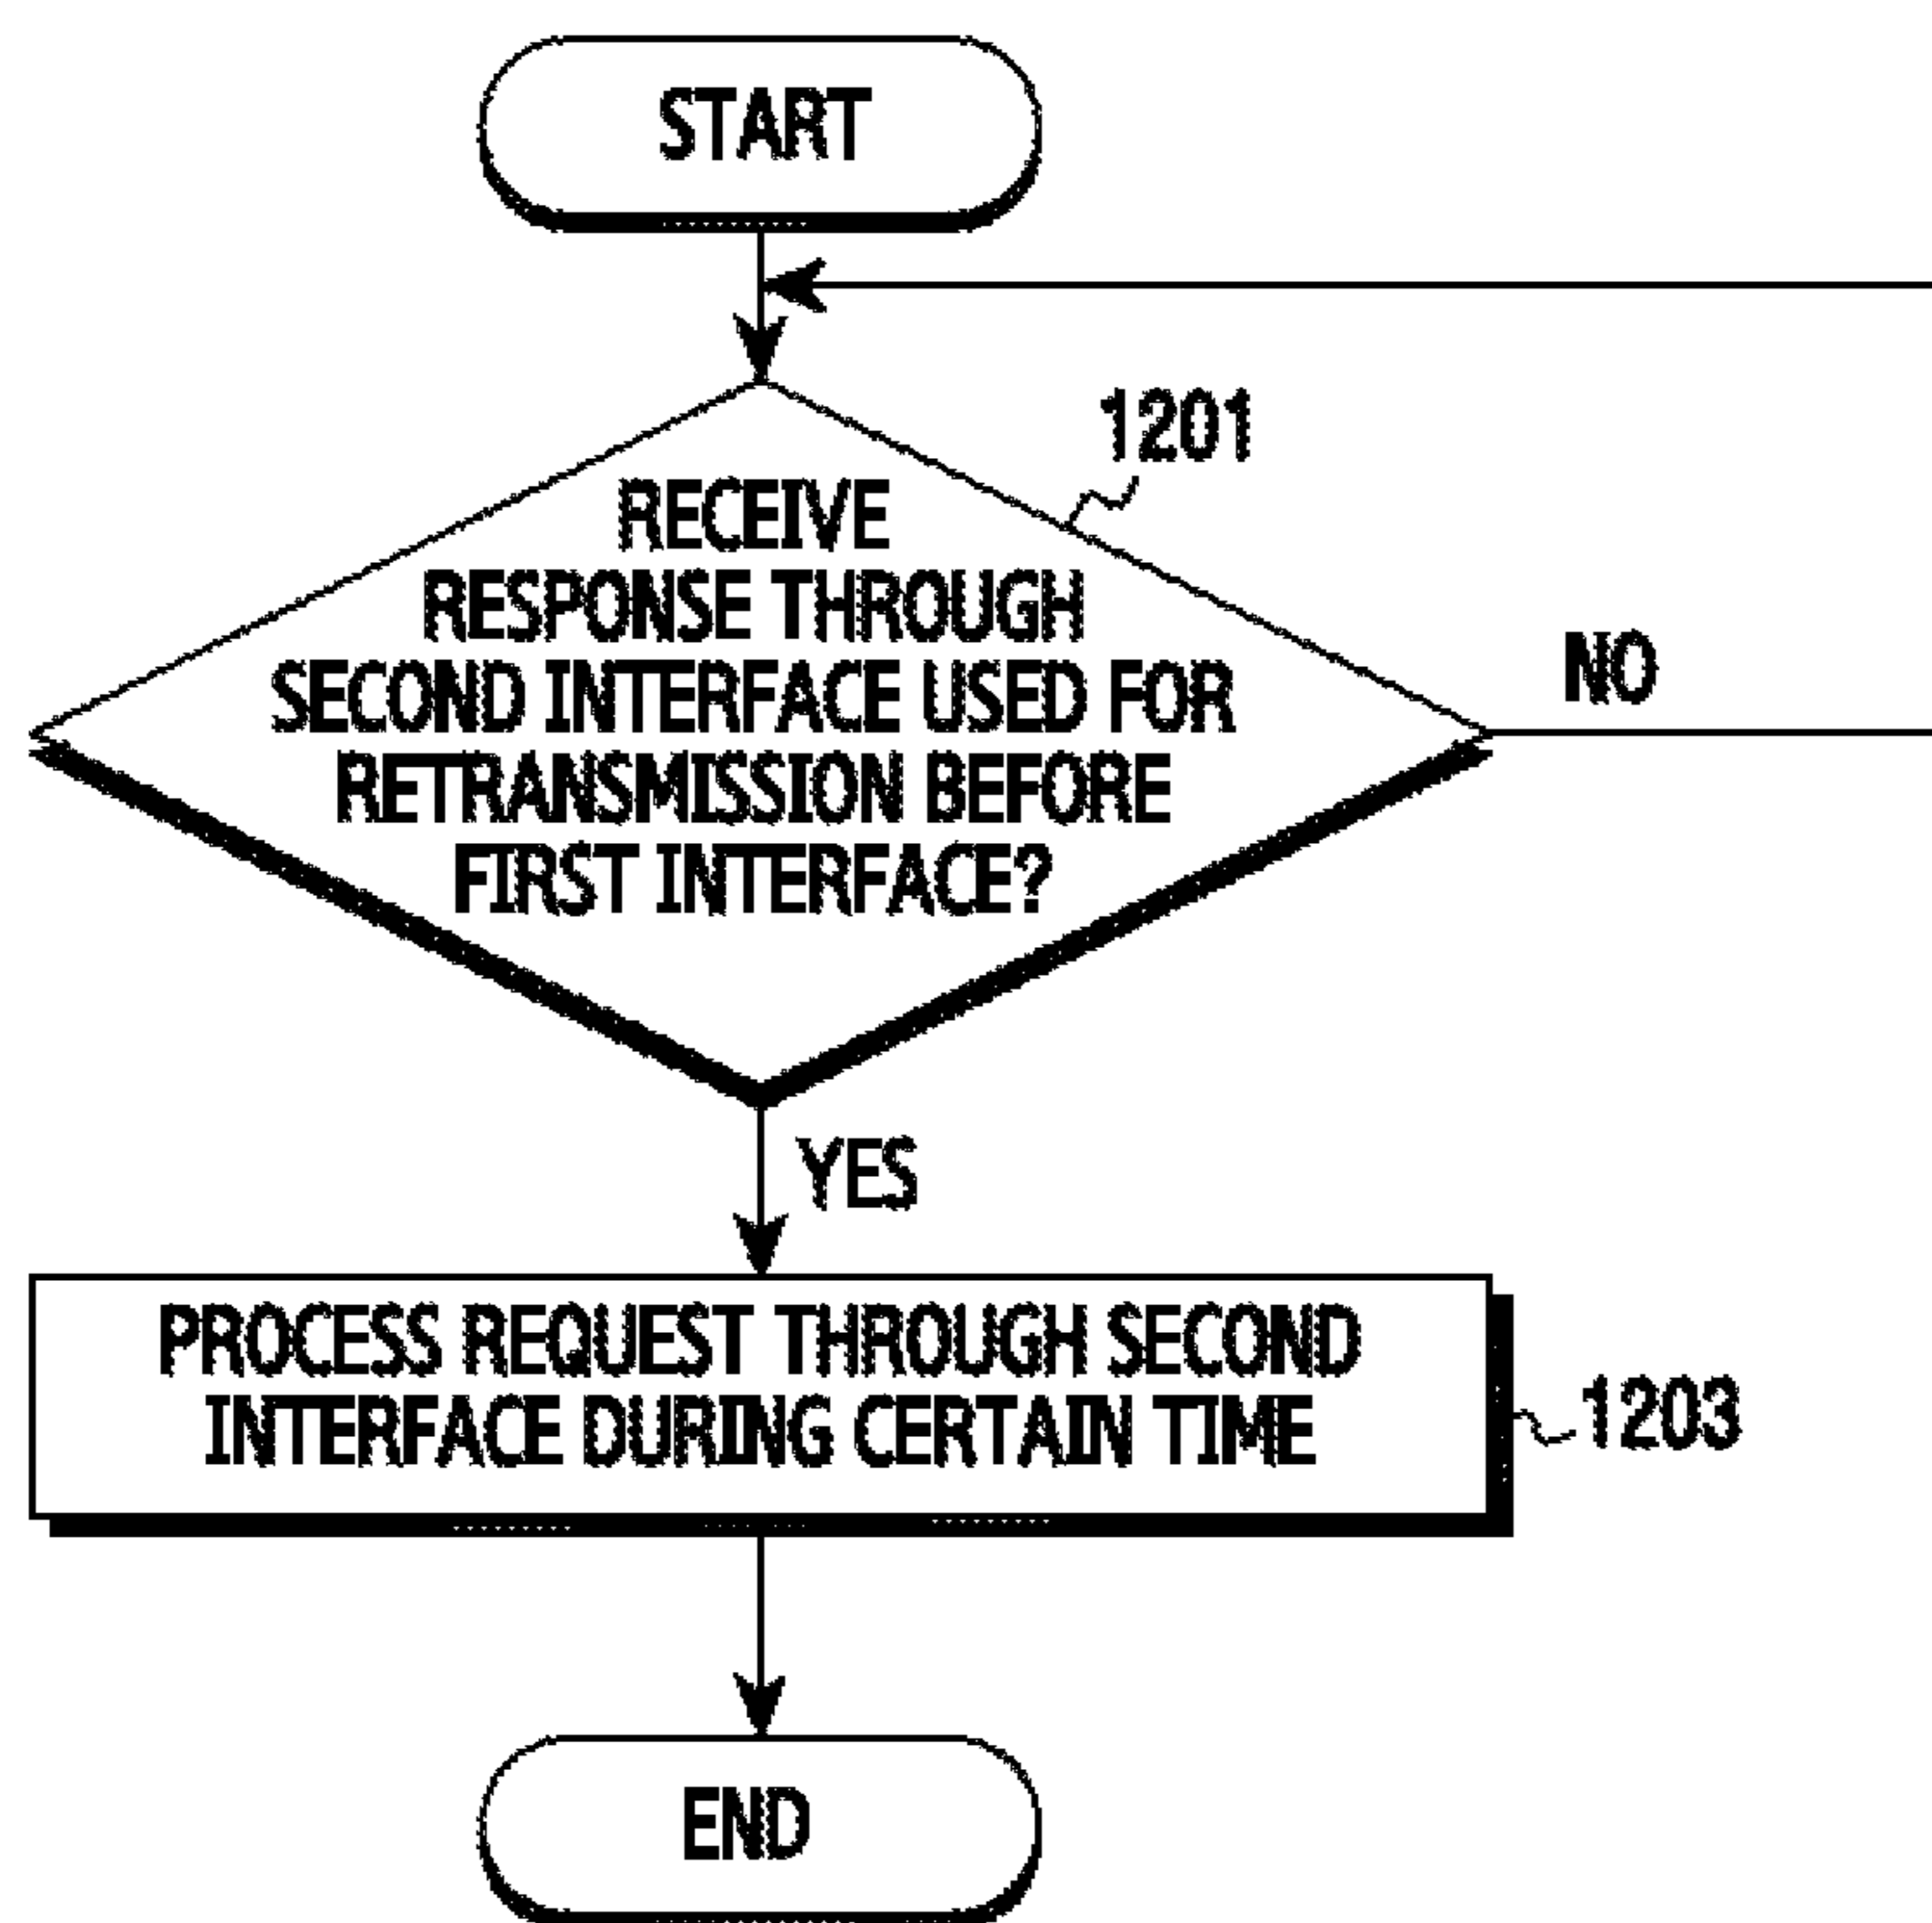 START
1201
RECEIVE
RESPONSE THROUGH
SECOND INTERFACE USED FOR
RETRANSMISSION BEFORE
FIRST INTERFACE?
NO
YES
PROCESS REQUEST THROUGH SECOND
INTERFACE DURING CERTAIN TIME
1203
END